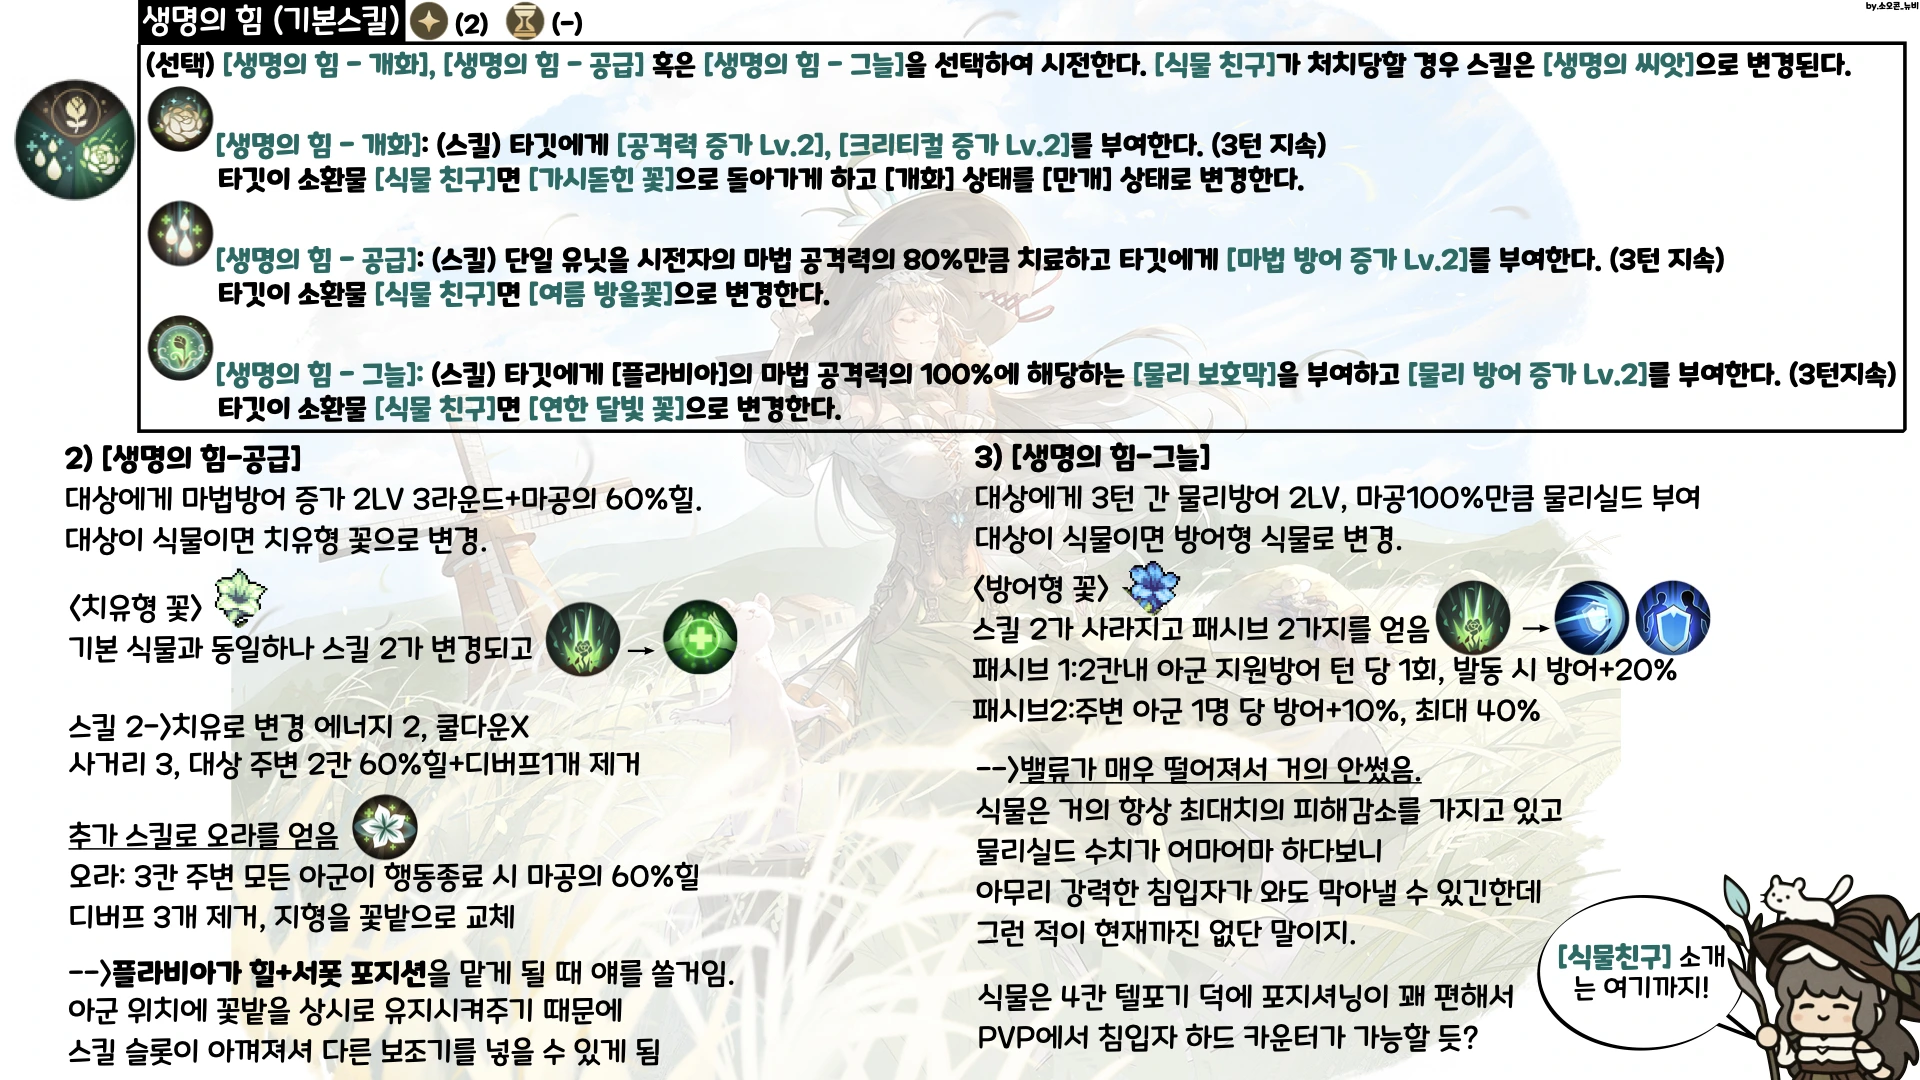 by.소오콘_뉴비
생명의 힘 (기본스킬) (2) (-)
(선택) [생명의 힘 - 개화], [생명의 힘 - 공급] 혹은 [생명의 힘 - 그늘]을 선택하여 시전한다. [식물 친구]가 처치당할 경우 스킬은 [생명의 씨앗]으로 변경된다.
[생명의 힘 - 개화]: (스킬) 타깃에게 [공격력 증가 Lv.2], [크리티컬 증가 Lv.2]를 부여한다. (3턴 지속)
타깃이 소환물 [식물 친구]면 [가시돋힌 꽃]으로 돌아가게 하고 [개화] 상태를 [만개] 상태로 변경한다.
[생명의 힘 - 공급]: (스킬) 단일 유닛을 시전자의 마법 공격력의 80%만큼 치료하고 타깃에게 [마법 방어 증가 Lv.2]를 부여한다. (3턴 지속)
타깃이 소환물 [식물 친구]면 [여름 방울꽃]으로 변경한다.
[생명의 힘 - 그늘]: (스킬) 타깃에게 [플라비아]의 마법 공격력의 100%에 해당하는 [물리 보호막]을 부여하고 [물리 방어 증가 Lv.2]를 부여한다. (3턴지속)
타깃이 소환물 [식물 친구]면 [연한 달빛 꽃]으로 변경한다.
2) [생명의 힘-공급]
대상에게 마법방어 증가 2LV 3라운드+마공의 60%힐.
대상이 식물이면 치유형 꽃으로 변경.
<치유형 꽃>
기본 식물과 동일하나 스킬 2가 변경되고 →
스킬 2->치유로 변경 에너지 2, 쿨다운X
사거리 3, 대상 주변 2칸 60%힐+디버프1개 제거
추가 스킬로 오라를 얻음
오라: 3칸 주변 모든 아군이 행동종료 시 마공의 60%힐
디버프 3개 제거, 지형을 꽃밭으로 교체
-->플라비아가 힐+서폿 포지션을 맡게 될 때 얘를 쓸거임.
아군 위치에 꽃밭을 상시로 유지시켜주기 때문에
스킬 슬롯이 아껴져서 다른 보조기를 넣을 수 있게 됨
3) [생명의 힘-그늘]
대상에게 3턴 간 물리방어 2LV, 마공100%만큼 물리실드 부여
대상이 식물이면 방어형 식물로 변경.
<방어형 꽃>
스킬 2가 사라지고 패시브 2가지를 얻음 →
패시브 1:2칸내 아군 지원방어 턴 당 1회, 발동 시 방어+20%
패시브2:주변 아군 1명 당 방어+10%, 최대 40%
-->밸류가 매우 떨어져서 거의 안썼음.
식물은 거의 항상 최대치의 피해감소를 가지고 있고
물리실드 수치가 어마어마 하다보니
아무리 강력한 침입자가 와도 막아낼 수 있긴한데
그런 적이 현재까진 없단 말이지.
식물은 4칸 텔포기 덕에 포지셔닝이 꽤 편해서
PVP에서 침입자 하드 카운터가 가능할 듯?
[식물친구] 소개
는 여기까지!